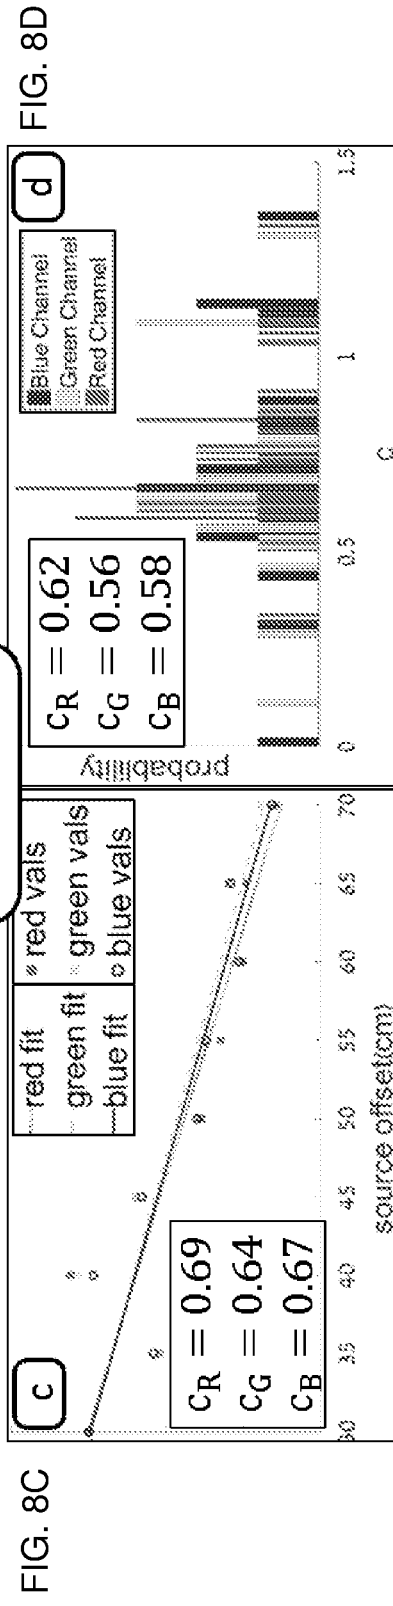 FIG. 8C
c
red fit
green fit
blue fit
red vals
green vals
blue vals
C_R = 0.69
C_G = 0.64
C_B = 0.67
30 35 40 45 50 55 60 65 70
source offset(cm)
FIG. 8D
d
Blue Channel
Green Channel
Red Channel
C_R = 0.62
C_G = 0.56
C_B = 0.58
probability
0 0.5 1 1.5